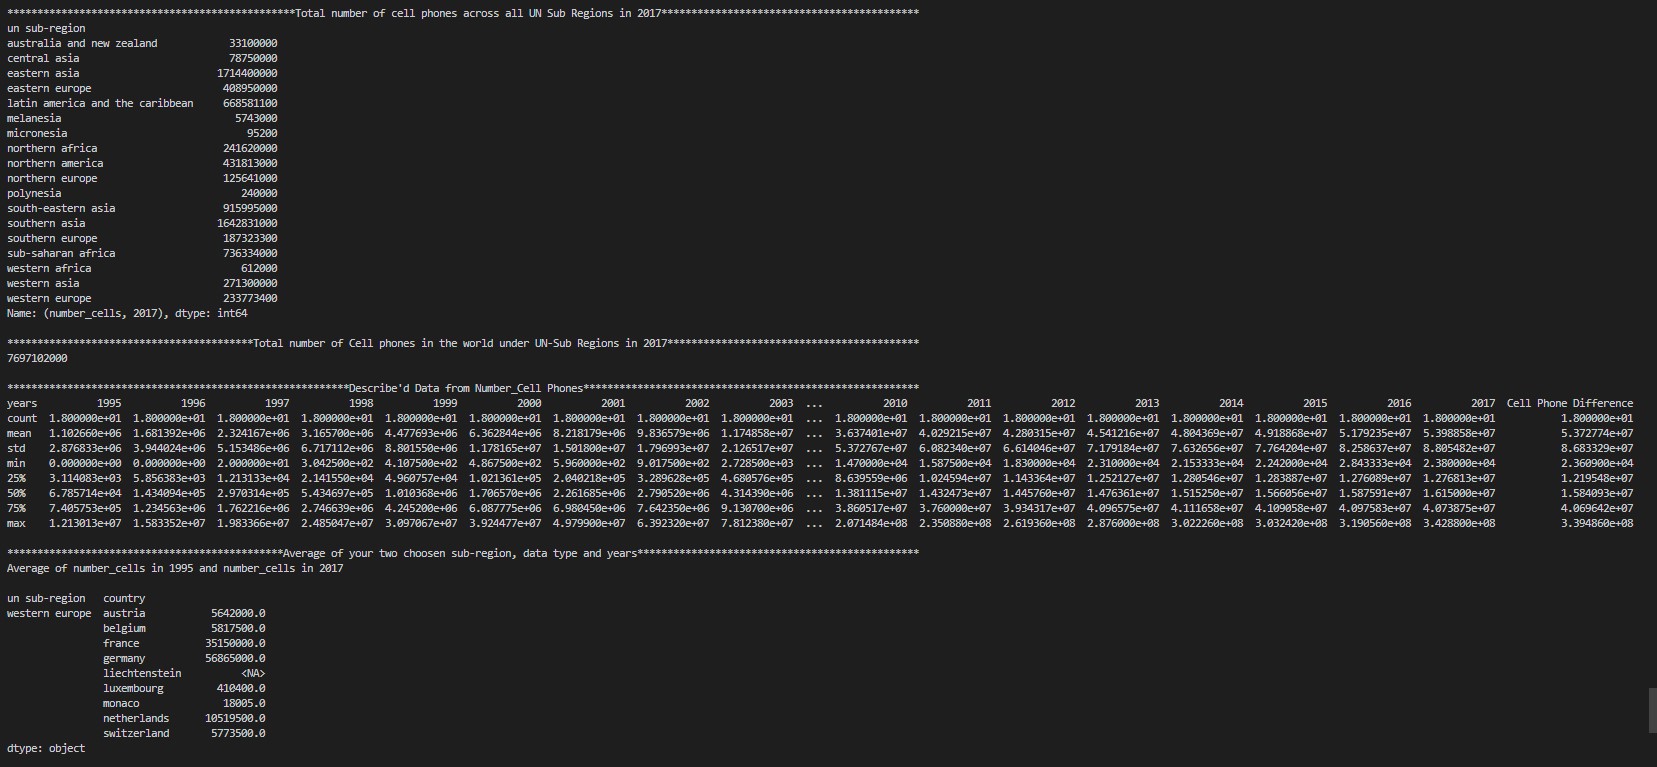 ************************************************Total number of cell phones across all UN Sub Regions in 2017*******************************************
un sub-region
australia and new zealand            33100000
central asia                         78750000
eastern asia                       1714400000
eastern europe                      408950000
latin america and the caribbean     668581100
melanesia                             5743000
micronesia                              95200
northern africa                     241620000
northern america                    431813000
northern europe                     125641000
polynesia                              240000
south-eastern asia                  915995000
southern asia                      1642831000
southern europe                     187323300
sub-saharan africa                  736334000
western africa                         612000
western asia                        271300000
western europe                      233773400
Name: (number_cells, 2017), dtype: int64
*****************************************Total number of Cell phones in the world under UN-Sub Regions in 2017******************************************
7697102000
*********************************************************Describe'd Data from Number_Cell Phones********************************************************
years          1995          1996          1997          1998          1999          2000          2001          2002          2003  ...          2010          2011          2012          2013          2014          2015          2016          2017  Cell Phone Difference
count  1.800000e+01  1.800000e+01  1.800000e+01  1.800000e+01  1.800000e+01  1.800000e+01  1.800000e+01  1.800000e+01  1.800000e+01  ...  1.800000e+01  1.800000e+01  1.800000e+01  1.800000e+01  1.800000e+01  1.800000e+01  1.800000e+01  1.800000e+01           1.800000e+01
mean   1.102660e+06  1.681392e+06  2.324167e+06  3.165700e+06  4.477693e+06  6.362844e+06  8.218179e+06  9.836579e+06  1.174858e+07  ...  3.637401e+07  4.029215e+07  4.280315e+07  4.541216e+07  4.804369e+07  4.918868e+07  5.179235e+07  5.398858e+07           5.372774e+07
std    2.876833e+06  3.944024e+06  5.153486e+06  6.717112e+06  8.801550e+06  1.178165e+07  1.501800e+07  1.796993e+07  2.126517e+07  ...  5.372767e+07  6.082340e+07  6.614046e+07  7.179184e+07  7.632656e+07  7.764204e+07  8.258637e+07  8.805482e+07           8.683329e+07
min    0.000000e+00  0.000000e+00  2.000000e+01  3.042500e+02  4.107500e+02  4.867500e+02  5.960000e+02  9.017500e+02  2.728500e+03  ...  1.470000e+04  1.587500e+04  1.830000e+04  2.310000e+04  2.153333e+04  2.242000e+04  2.843333e+04  2.380000e+04           2.360900e+04
25%    3.114083e+03  5.856383e+03  1.213133e+04  2.141550e+04  4.960757e+04  1.021361e+05  2.040218e+05  3.289628e+05  4.680576e+05  ...  8.639559e+06  1.024594e+07  1.143364e+07  1.252127e+07  1.280546e+07  1.283887e+07  1.276089e+07  1.276813e+07           1.219548e+07
50%    6.785714e+04  1.434094e+05  2.970314e+05  5.434697e+05  1.010368e+06  1.706570e+06  2.261685e+06  2.790520e+06  4.314390e+06  ...  1.381115e+07  1.432473e+07  1.445760e+07  1.476361e+07  1.515250e+07  1.566056e+07  1.587591e+07  1.615000e+07           1.584093e+07
75%    7.405753e+05  1.234563e+06  1.762216e+06  2.746639e+06  4.245200e+06  6.087775e+06  6.980450e+06  7.642350e+06  9.130700e+06  ...  3.860517e+07  3.760000e+07  3.934317e+07  4.096575e+07  4.111658e+07  4.109058e+07  4.097583e+07  4.073875e+07           4.069642e+07
max    1.213013e+07  1.583352e+07  1.983366e+07  2.485047e+07  3.097067e+07  3.924477e+07  4.979900e+07  6.392320e+07  7.812380e+07  ...  2.071484e+08  2.350880e+08  2.619360e+08  2.876000e+08  3.022260e+08  3.032420e+08  3.190560e+08  3.428800e+08           3.394860e+08
**********************************************Average of your two choosen sub-region, data type and years***********************************************
Average of number_cells in 1995 and number_cells in 2017
un sub-region   country
western europe  austria           5642000.0
                belgium           5817500.0
                france           35150000.0
                germany          56865000.0
                liechtenstein          <NA>
                luxembourg         410400.0
                monaco              18005.0
                netherlands      10519500.0
                switzerland       5773500.0
dtype: object